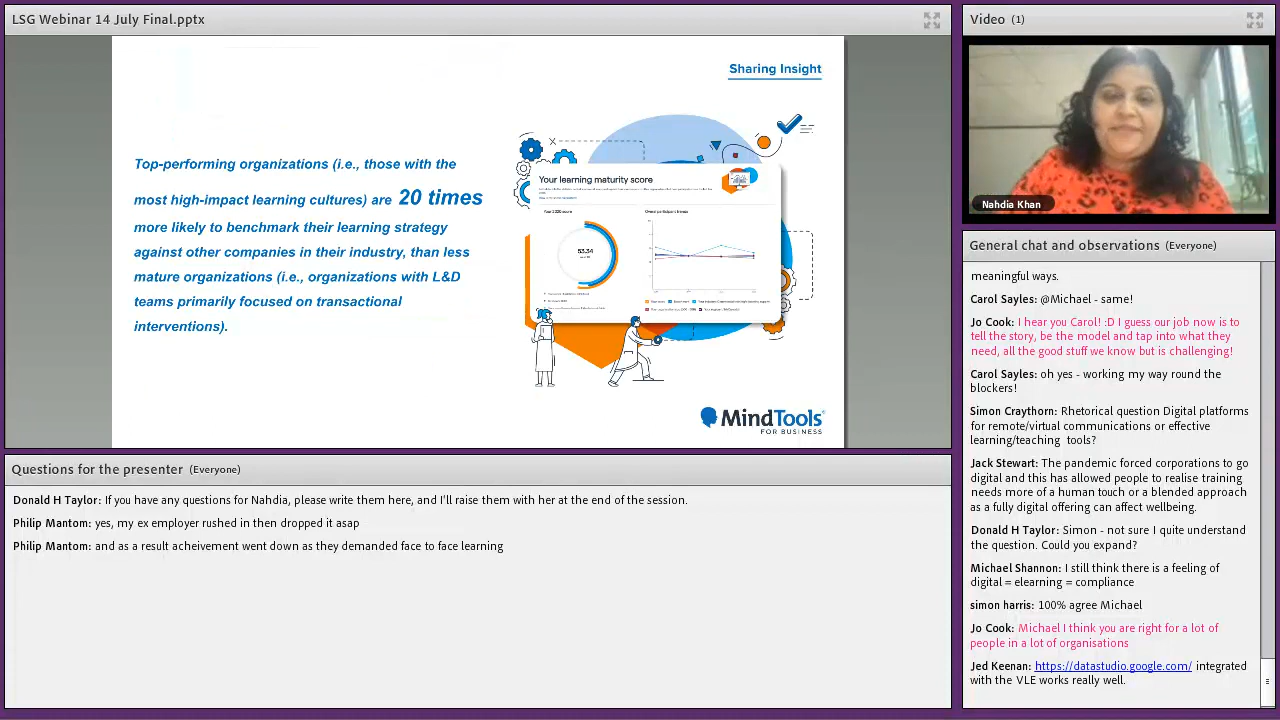 LSG Webinar 14 July Final.pptx
Sharing Insight
Top-performing organizations (i.e., those with the
most high-impact learning cultures) are 20 times
more likely to benchmark their learning strategy
against other companies in their industry, than less
mature organizations (i.e., organizations with L&D
teams primarily focused on transactional
interventions).
Your learning maturity score
Your 2020 score
Overall participant trends
53.34
MindTools
FOR BUSINESS
Questions for the presenter (Everyone)
Donald H Taylor: If you have any questions for Nahdia, please write them here, and I'll raise them with her at the end of the session.
Philip Mantom: yes, my ex employer rushed in then dropped it asap
Philip Mantom: and as a result acheivement went down as they demanded face to face learning
Video (1)
Nahdia Khan
General chat and observations (Everyone)
meaningful ways.
Carol Sayles: @Michael - same!
Jo Cook: I hear you Carol! :D I guess our job now is to
tell the story, be the model and tap into what they
need, all the good stuff we know but is challenging!
Carol Sayles: oh yes - working my way round the
blockers!
Simon Craythorn: Rhetorical question Digital platforms
for remote/virtual communications or effective
learning/teaching tools?
Jack Stewart: The pandemic forced corporations to go
digital and this has allowed people to realise training
needs more of a human touch or a blended approach
as a fully digital offering can affect wellbeing.
Donald H Taylor: Simon - not sure I quite understand
the question. Could you expand?
Michael Shannon: I still think there is a feeling of
digital = elearning = compliance
simon harris: 100% agree Michael
Jo Cook: Michael I think you are right for a lot of
people in a lot of organisations
Jed Keenan: https://datastudio.google.com/ integrated
with the VLE works really well.